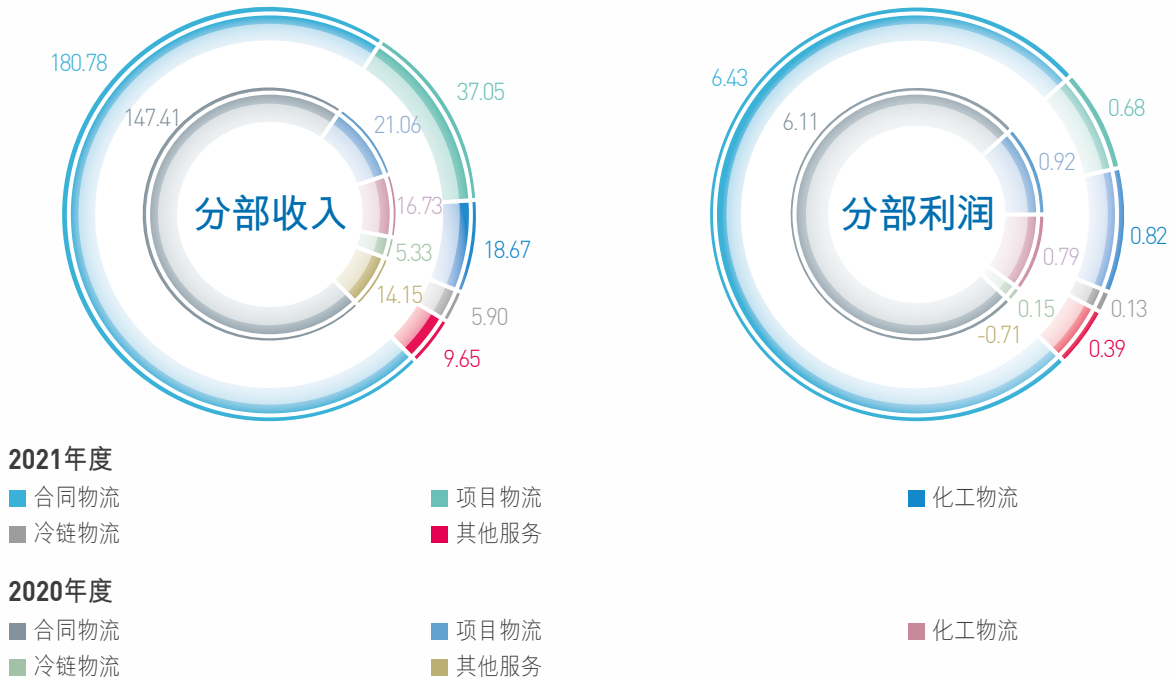 180.78
37.05
147.41
21.06
分部收入
16.73
18.67
5.33
14.15
5.90
9.65
6.43
0.68
6.11
0.92
分部利润
0.82
0.79
0.15
0.13
-0.71
0.39
2021年度
合同物流 项目物流 化工物流
冷链物流 其他服务
2020年度
合同物流 项目物流 化工物流
冷链物流 其他服务